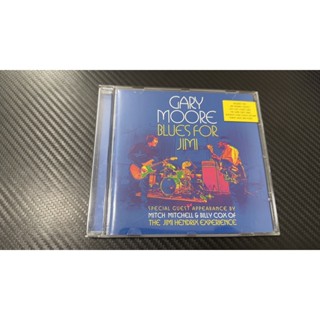 GARY
MOORE
BLUES FOR
JIMI
SPECIAL GUEST APPEARANCE BY
MITCH MITCHELL & BILLY COX OF
THE JIMI HENDRIX EXPERIENCE